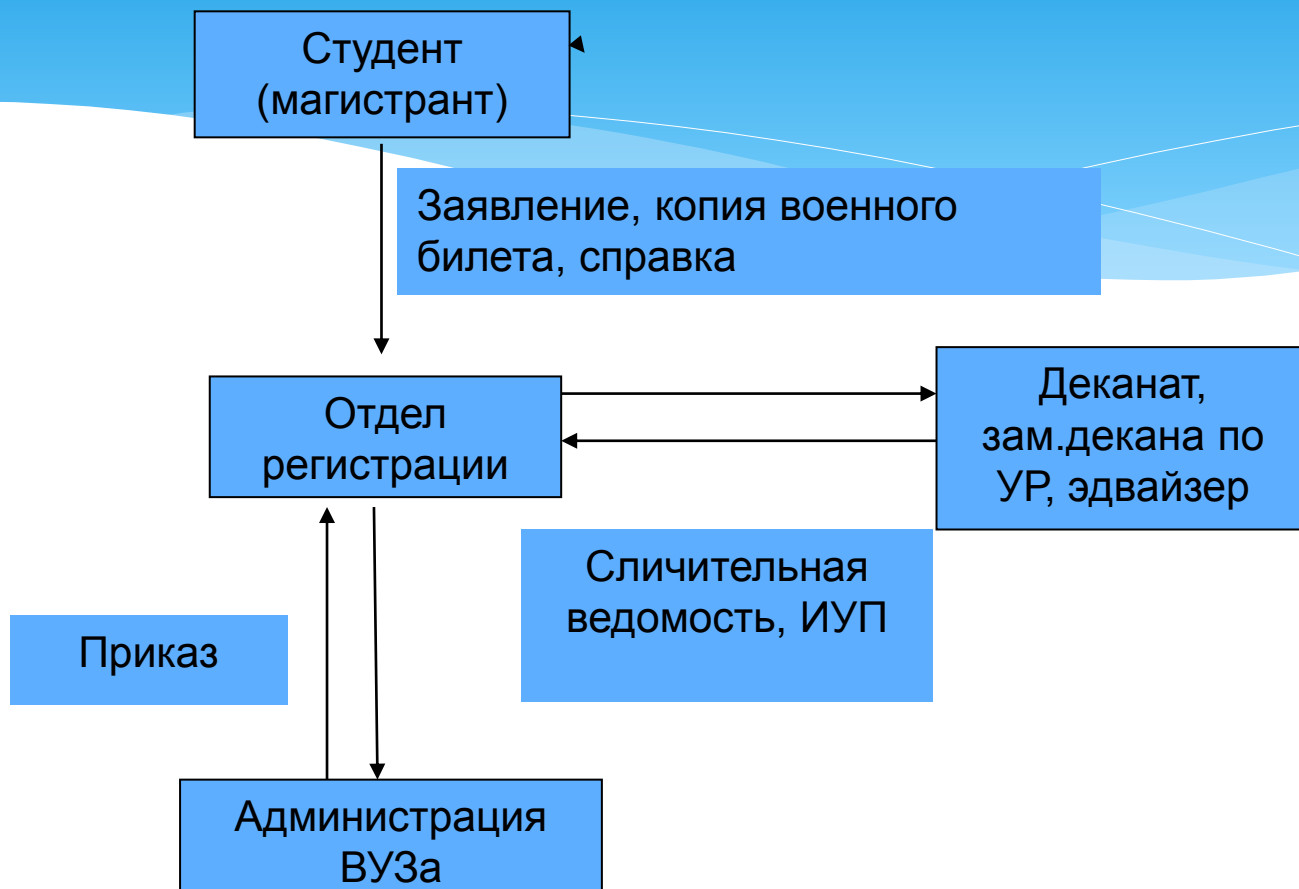 Студент
(магистрант)
Заявление, копия военного
билета, справка
Отдел
регистрации
Деканат,
зам.декана по
УР, эдвайзер
Сличительная
ведомость, ИУП
Приказ
Администрация
ВУЗа